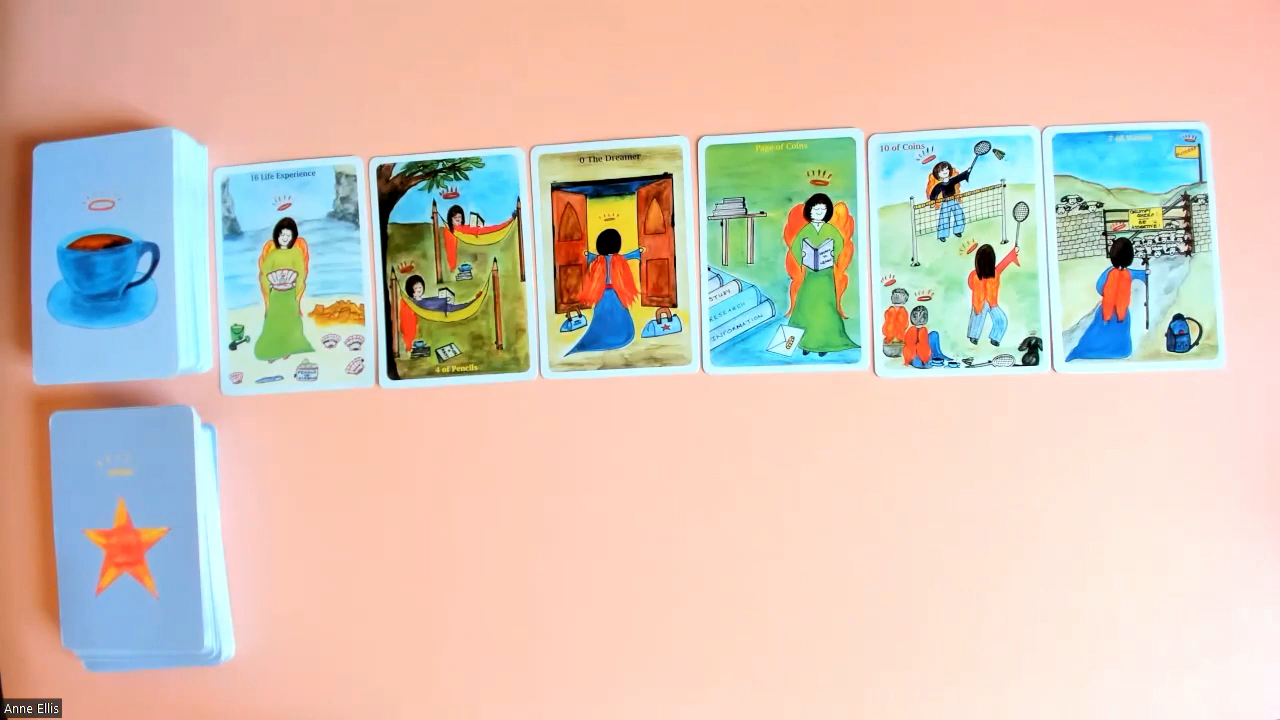 16 Life Experience
4 of Pencils
0 The Dreamer
Page of Coins
STUDY
RESEARCH
INFORMATION
10 of Coins
Anne Ellis